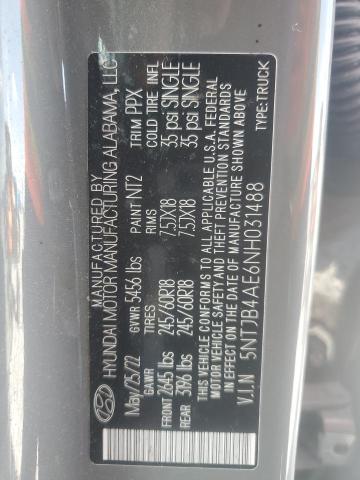 HYUNDAI MOTOR MANUFACTURING ALABAMA, LLC
May/25/22 GVWR 5456 lbs PAINT NT2 TRIM PPX
GAWR TIRES RIMS COLD TIRE INFL
FRONT 2645 lbs 245/60R18 7.5JX18 35 psi SINGLE
REAR 3196 lbs 245/60R18 7.5JX18 35 psi SINGLE
THIS VEHICLE CONFORMS TO ALL APPLICABLE U.S.A. FEDERAL
MOTOR VEHICLE SAFETY AND THEFT PREVENTION STANDARDS
IN EFFECT ON THE DATE OF MANUFACTURE SHOWN ABOVE.
V.I.N 5NTJB4AE6NH031488 TYPE:TRUCK